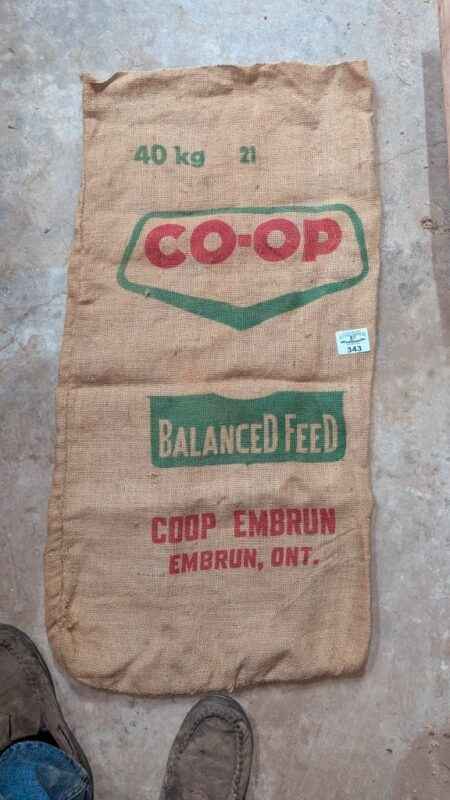 40 kg 21
CO-OP
343
BALANCED FEED
COOP EMBRUN
EMBRUN, ONT.